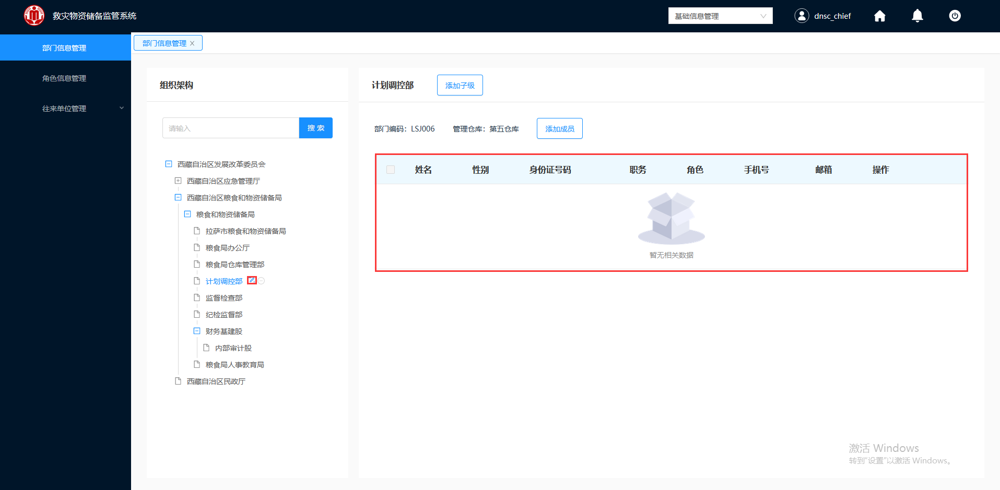 救灾物资储备监管系统
基础信息管理
dnsc_chief
部门信息管理
角色信息管理
往来单位管理
部门信息管理
组织架构
请输入
搜索
西藏自治区发展改革委员会
西藏自治区应急管理厅
西藏自治区粮食和物资储备局
粮食和物资储备局
拉萨市粮食和物资储备局
粮食局办公厅
粮食局仓库管理部
计划调控部
监督检查部
纪检监督部
财务基建股
内部审计股
粮食局人事教育局
西藏自治区民政厅
计划调控部
添加子级
部门编码：LSJ006 管理仓库：第五仓库
添加成员
姓名 性别 身份证号码 职务 角色 手机号 邮箱 操作
暂无相关数据
激活 Windows
转到“设置”以激活 Windows。